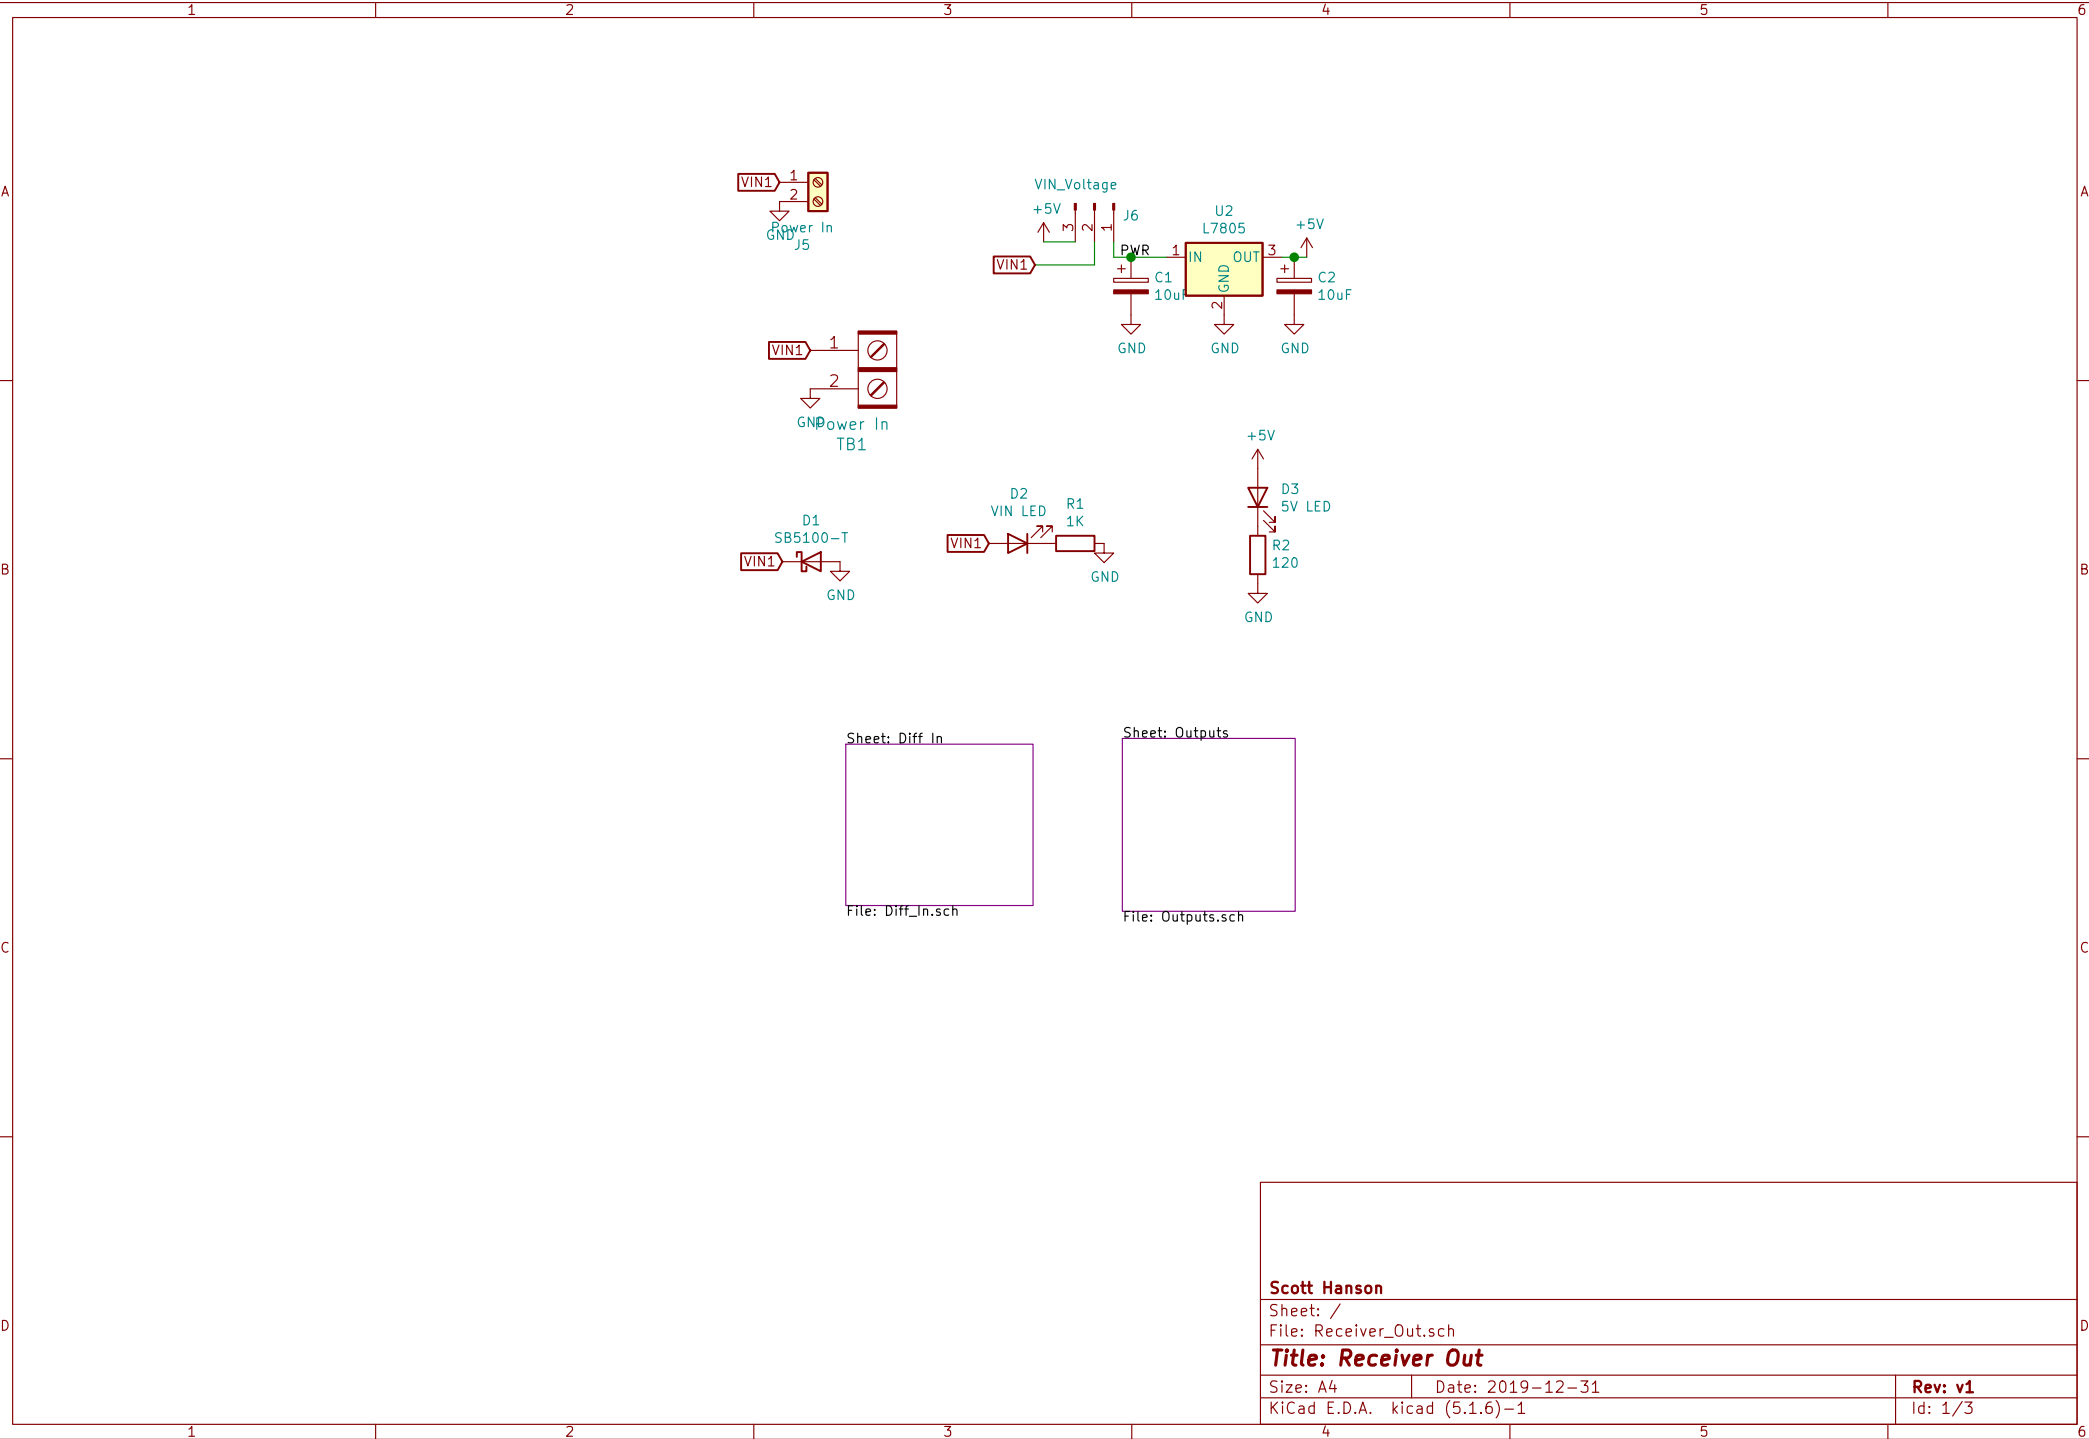 1 2 3 4 5 6
A A
VIN1 1
2
GND
Power In
J5
VIN_Voltage
+5V
3 2 1
J6
VIN1
PWR
C1
10uF
GND
U2
L7805
1 IN OUT 3
GND
2
GND
+5V
C2
10uF
GND
VIN1 1
2
GND
Power In
TB1
+5V
D3
5V LED
R2
120
GND
D2
VIN LED
R1
1K
VIN1
GND
D1
SB5100-T
VIN1
GND
B B
Sheet: Diff In
File: Diff_In.sch
Sheet: Outputs
File: Outputs.sch
C C
Scott Hanson
Sheet: /
File: Receiver_Out.sch
Title: Receiver Out
Size: A4 Date: 2019-12-31 Rev: v1
KiCad E.D.A. kicad (5.1.6)-1 Id: 1/3
D D
1 2 3 4 5 6